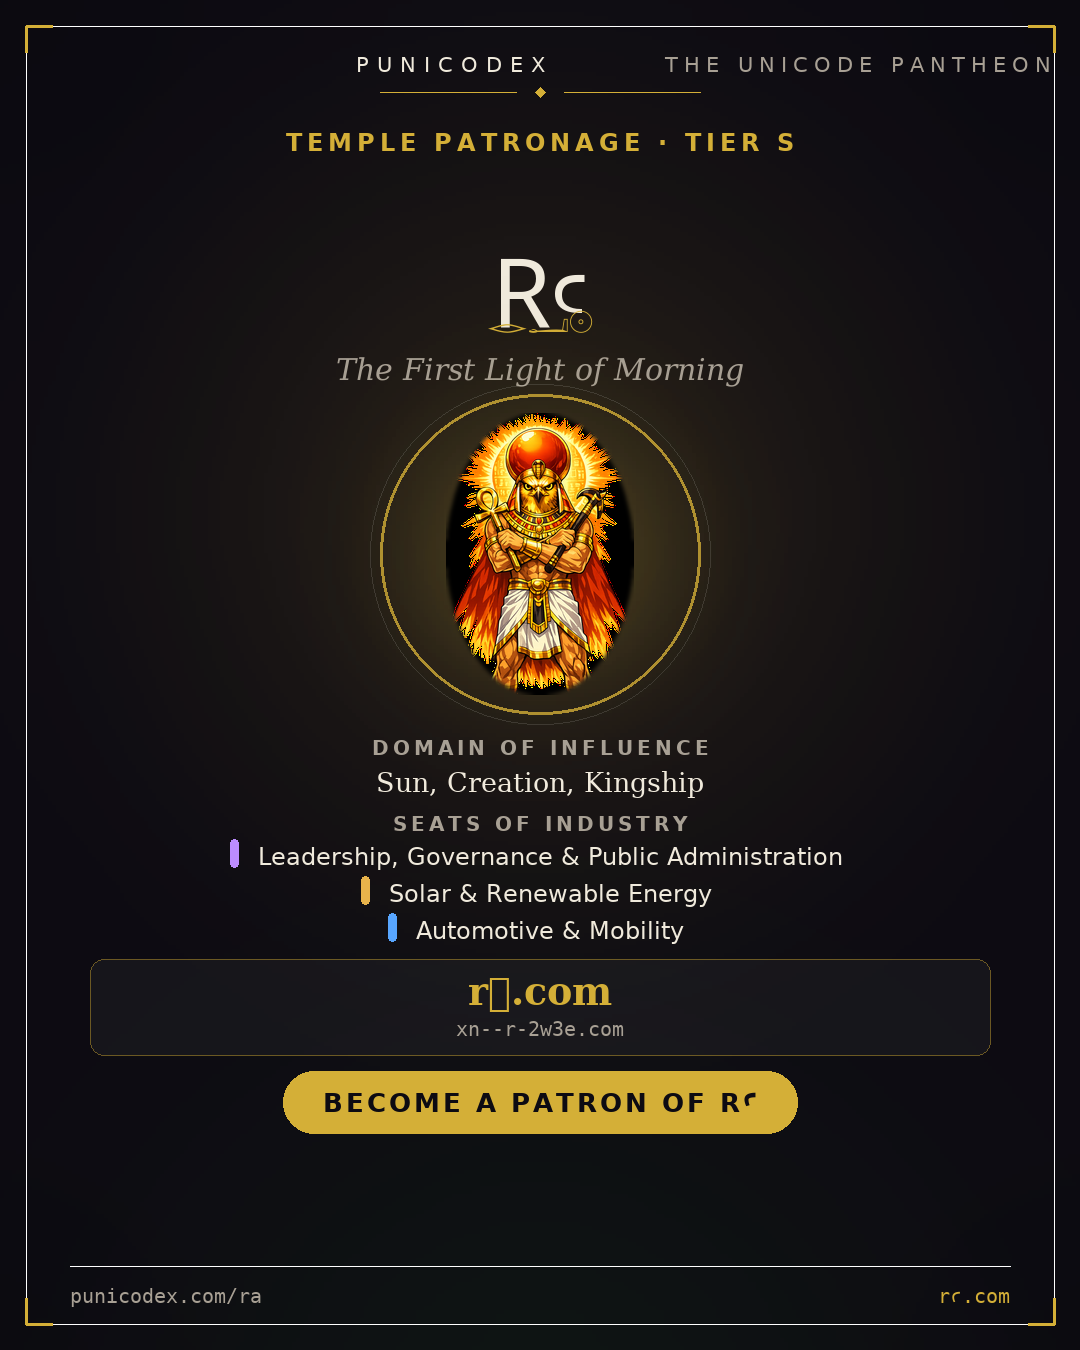 PUNICODEX THE UNICODE PANTHEON
TEMPLE PATRONAGE · TIER S
Rꜥ
The First Light of Morning
DOMAIN OF INFLUENCE
Sun, Creation, Kingship
SEATS OF INDUSTRY
Leadership, Governance & Public Administration
Solar & Renewable Energy
Automotive & Mobility
r▯.com
xn--r-2w3e.com
BECOME A PATRON OF Rꜥ
punicodex.com/ra rꜥ.com